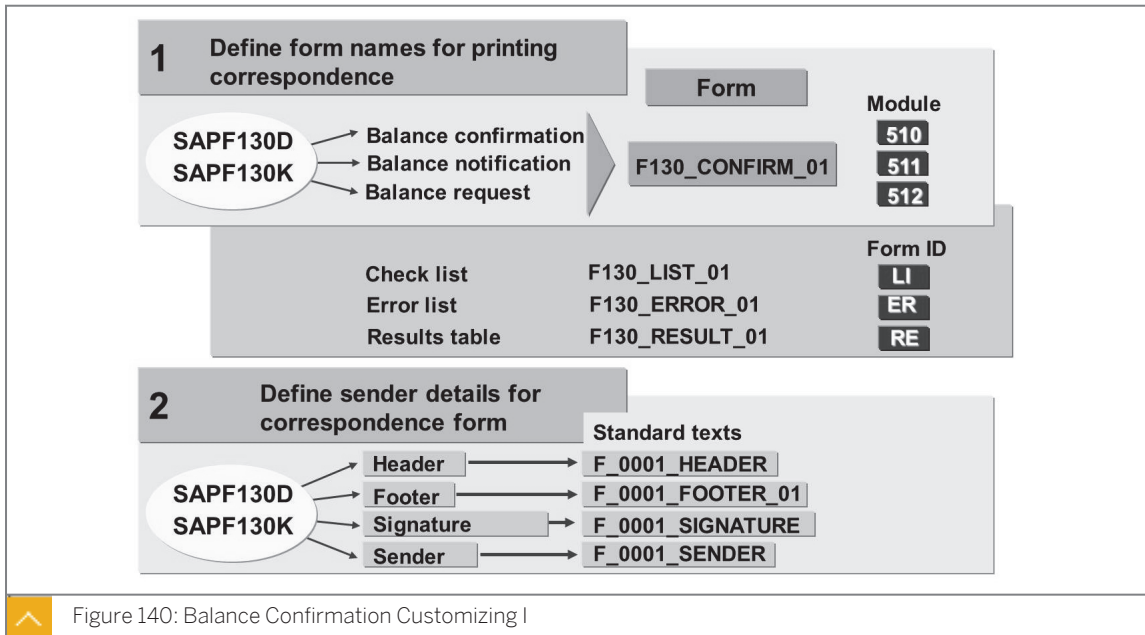 1
Define form names for printing
correspondence
Form
Module
SAPF130D
SAPF130K
Balance confirmation
Balance notification
Balance request
F130_CONFIRM_01
510
511
512
Form ID
Check list F130_LIST_01 LI
Error list F130_ERROR_01 ER
Results table F130_RESULT_01 RE
2
Define sender details for
correspondence form
Standard texts
SAPF130D
SAPF130K
Header F_0001_HEADER
Footer F_0001_FOOTER_01
Signature F_0001_SIGNATURE
Sender F_0001_SENDER
Figure 140: Balance Confirmation Customizing I